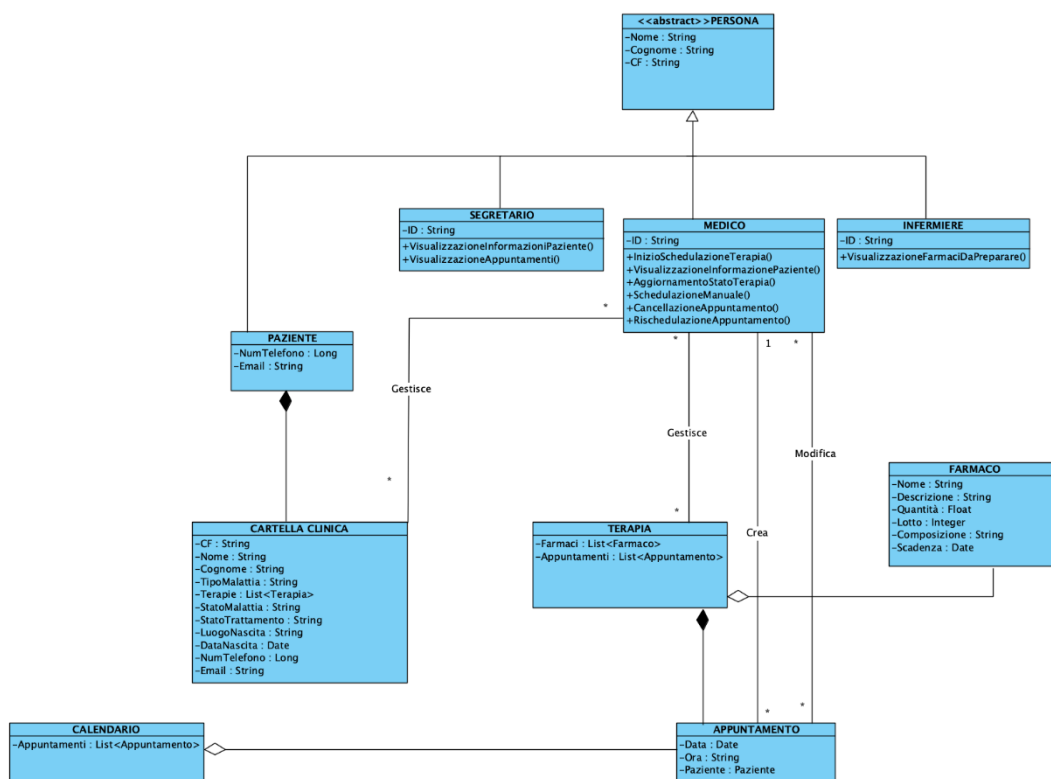 <<abstract>>PERSONA
-Nome : String
-Cognome : String
-CF : String
SEGRETARIO
-ID : String
+VisualizzazioneInformazioniPaziente()
+VisualizzazioneAppuntamenti()
MEDICO
-ID : String
+InizioSchedulazioneTerapia()
+VisualizzazioneInformazionePaziente()
+AggiornamentoStatoTerapia()
+SchedulazioneManuale()
+CancellazioneAppuntamento()
+RischedulazioneAppuntamento()
INFERMIERE
-ID : String
+VisualizzazioneFarmaciDaPreparare()
PAZIENTE
-NumTelefono : Long
-Email : String
*
*
1
*
Gestisce
Gestisce
Modifica
Crea
*
*
FARMACO
-Nome : String
-Descrizione : String
-Quantità : Float
-Lotto : Integer
-Composizione : String
-Scadenza : Date
CARTELLA CLINICA
-CF : String
-Nome : String
-Cognome : String
-TipoMalattia : String
-Terapie : List<Terapia>
-StatoMalattia : String
-StatoTrattamento : String
-LuogoNascita : String
-DataNascita : Date
-NumTelefono : Long
-Email : String
TERAPIA
-Farmaci : List<Farmaco>
-Appuntamenti : List<Appuntamento>
*
*
CALENDARIO
-Appuntamenti : List<Appuntamento>
APPUNTAMENTO
-Data : Date
-Ora : String
-Paziente : Paziente